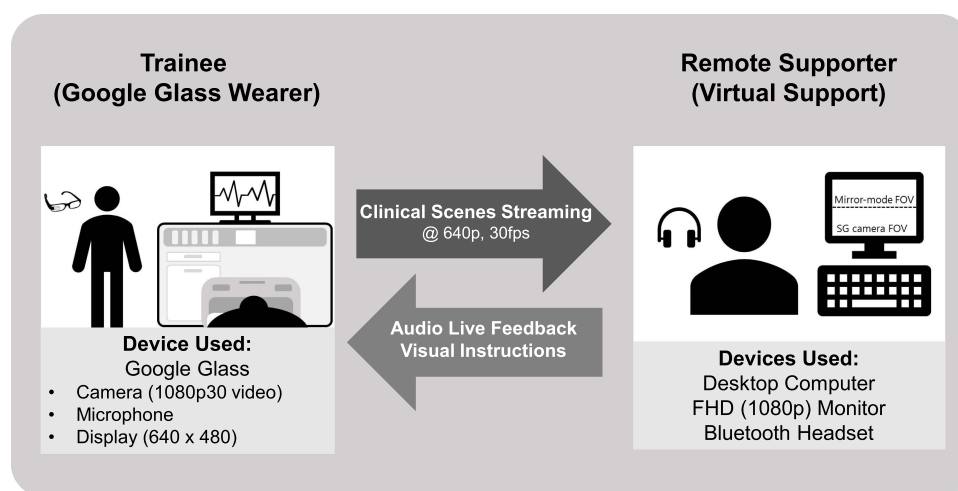 Trainee
(Google Glass Wearer)
Remote Supporter
(Virtual Support)
Clinical Scenes Streaming
@ 640p, 30fps
Audio Live Feedback
Visual Instructions
Mirror-mode FOV
SG camera FOV
Device Used:
Google Glass
• Camera (1080p30 video)
• Microphone
• Display (640 x 480)
Devices Used:
Desktop Computer
FHD (1080p) Monitor
Bluetooth Headset